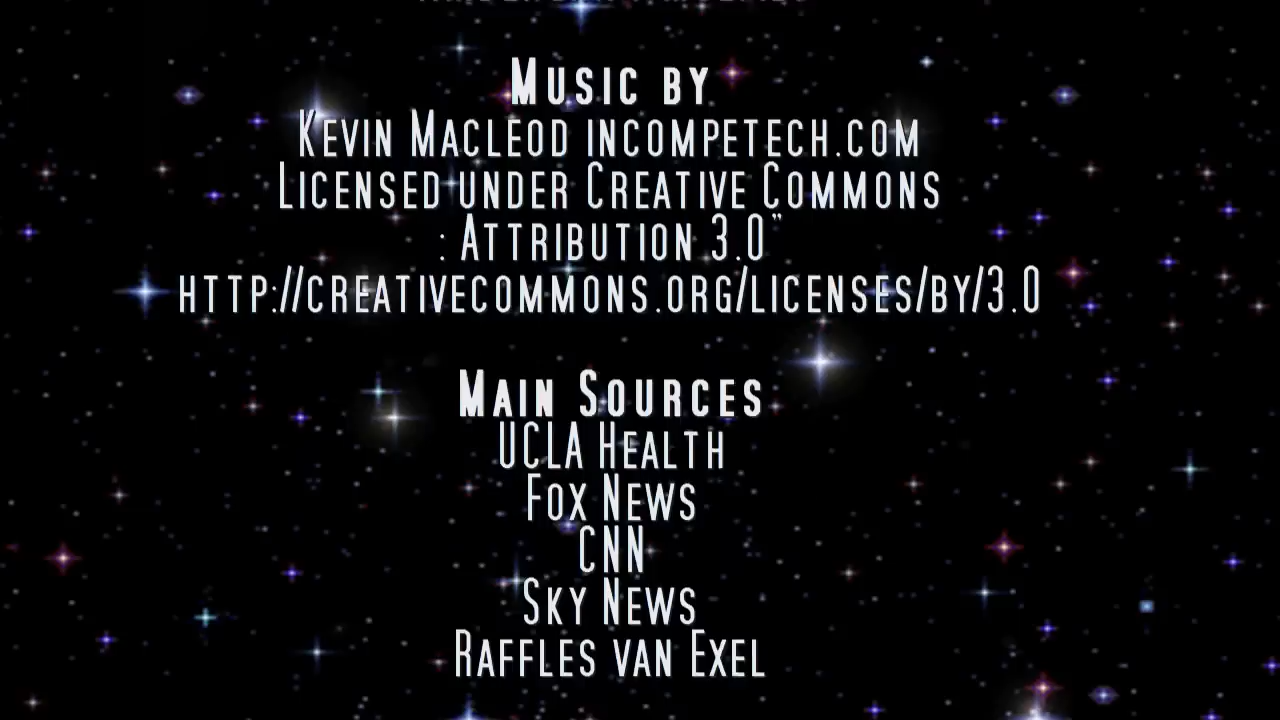 Music by
Kevin Macleod incompetech.com
Licensed under Creative Commons
: Attribution 3.0"
http://creativecommons.org/licenses/by/3.0
Main Sources
UCLA Health
Fox News
CNN
Sky News
Raffles van Exel